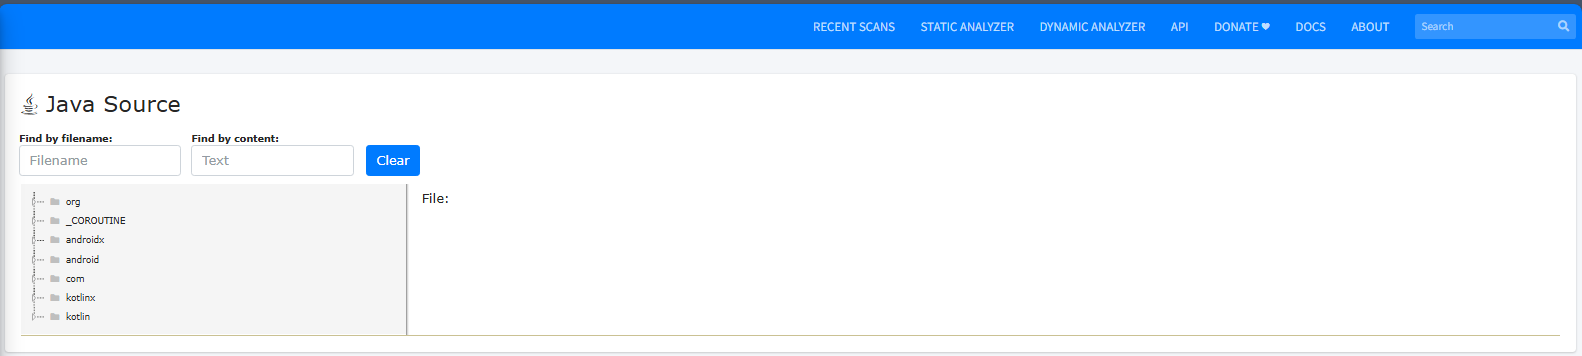 RECENT SCANS STATIC ANALYZER DYNAMIC ANALYZER API DONATE ♥ DOCS ABOUT Search
Java Source
Find by filename: Find by content:
Filename Text Clear
File:
org
_COROUTINE
androidx
android
com
kotlinx
kotlin